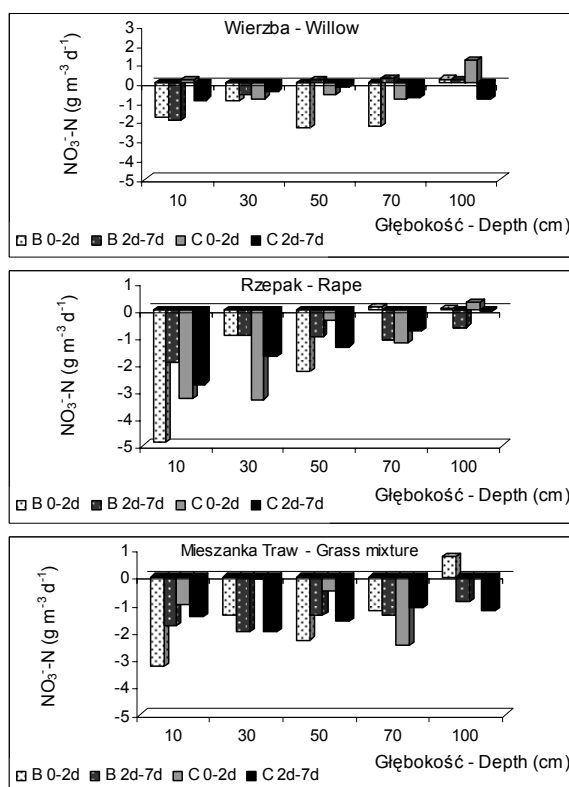 Wierzba - Willow
NO₃⁻-N (g m⁻³ d⁻¹)
3
2
1
0
-1
-2
-3
-4
-5
10 30 50 70 100
Głębokość - Depth (cm)
B 0-2d B 2d-7d C 0-2d C 2d-7d
Rzepak - Rape
NO₃⁻-N (g m⁻³ d⁻¹)
1
0
-1
-2
-3
-4
-5
10 30 50 70 100
Głębokość - Depth (cm)
B 0-2d B 2d-7d C 0-2d C 2d-7d
Mieszanka Traw - Grass mixture
NO₃⁻-N (g m⁻³ d⁻¹)
1
0
-1
-2
-3
-4
-5
10 30 50 70 100
Głębokość - Depth (cm)
B 0-2d B 2d-7d C 0-2d C 2d-7d